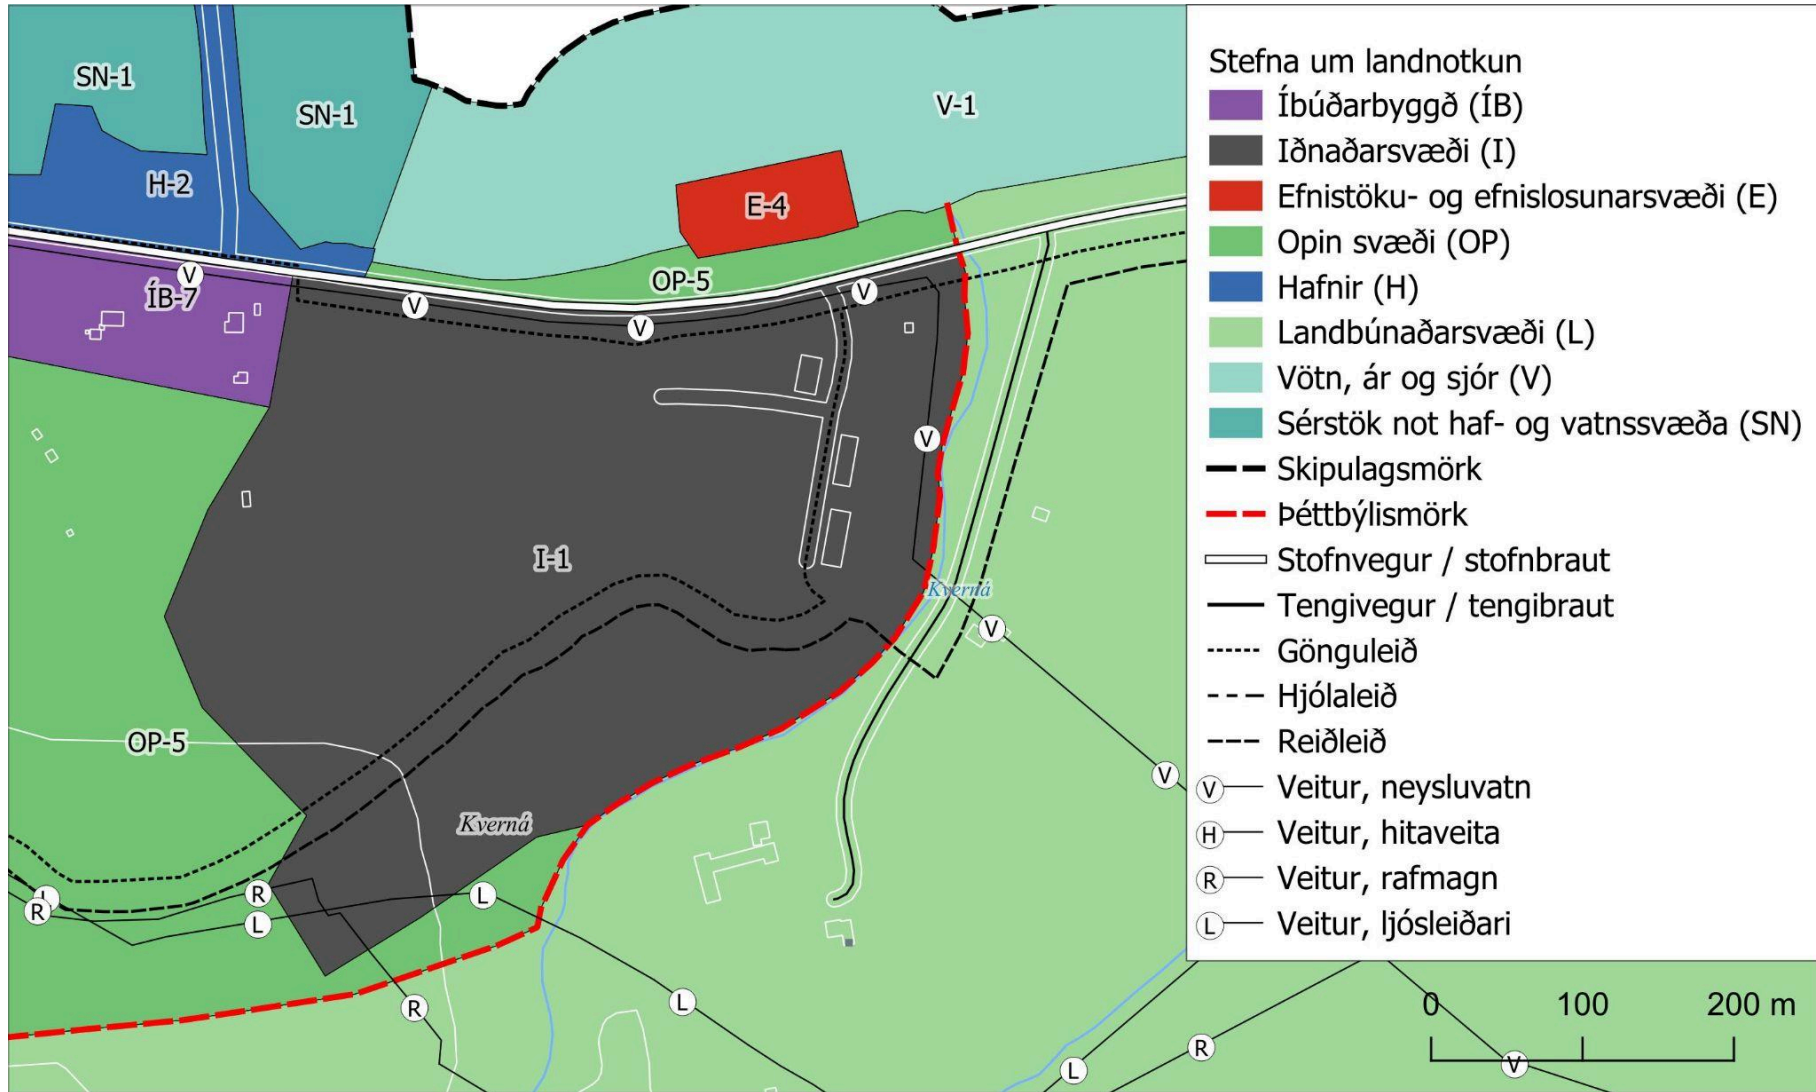 SN-1
SN-1
V-1
H-2
E-4
OP-5
V
ÍB-7
V
V
V
V
I-1
Kverná
V
V
OP-5
Kverná
L
R
R
L
L
R
L
R
L
V
Stefna um landnotkun
Íbúðarbyggð (ÍB)
Iðnaðarsvæði (I)
Efnistöku- og efnislosunarsvæði (E)
Opin svæði (OP)
Hafnir (H)
Landbúnaðarsvæði (L)
Vötn, ár og sjór (V)
Sérstök not haf- og vatnssvæða (SN)
Skipulagsmörk
Þéttbýlismörk
Stofnvegur / stofnbraut
Tengivegur / tengibraut
Gönguleið
Hjólaleið
Reiðleið
V Veitur, neysluvatn
H Veitur, hitaveita
R Veitur, rafmagn
L Veitur, ljósleiðari
0 100 200 m